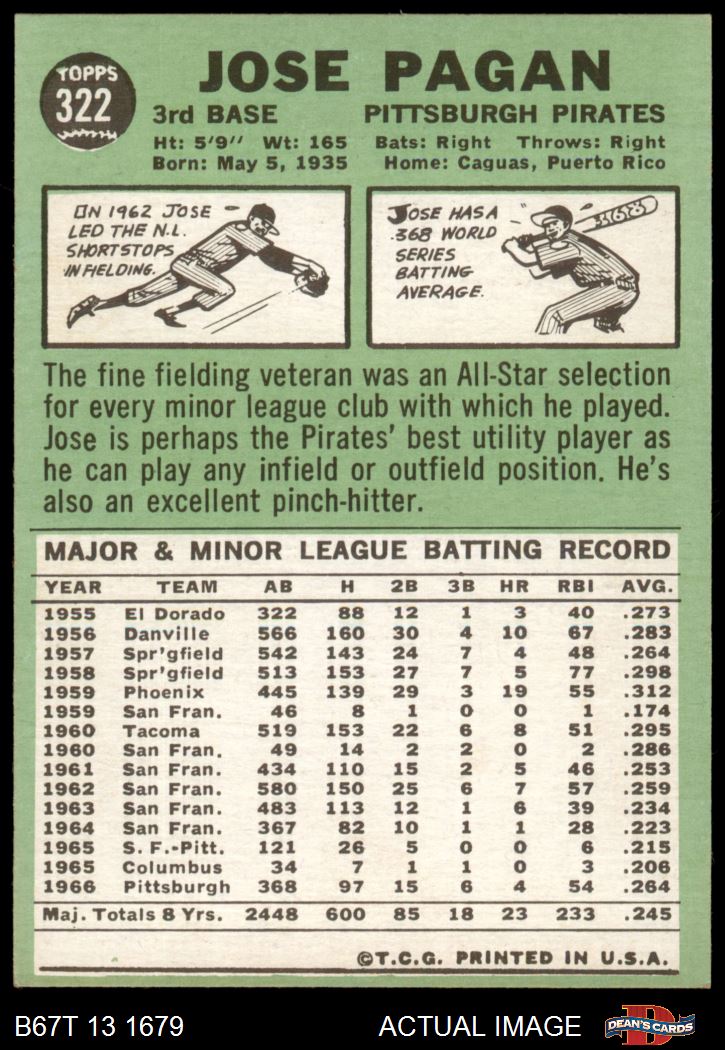 TOPPS
322
JOSE PAGAN
3rd BASE PITTSBURGH PIRATES
Ht: 5'9" Wt: 165 Bats: Right Throws: Right
Born: May 5, 1935 Home: Caguas, Puerto Rico
IN 1962 JOSE
LED THE N.L.
SHORTSTOPS
IN FIELDING.
JOSE HAS A
.368 WORLD
SERIES
BATTING
AVERAGE.
.368
The fine fielding veteran was an All-Star selection
for every minor league club with which he played.
Jose is perhaps the Pirates' best utility player as
he can play any infield or outfield position. He's
also an excellent pinch-hitter.
MAJOR & MINOR LEAGUE BATTING RECORD
YEAR TEAM AB H 2B 3B HR RBI AVG.
1955 El Dorado 322 88 12 1 3 40 .273
1956 Danville 566 160 30 4 10 67 .283
1957 Spr'gfield 542 143 24 7 4 48 .264
1958 Spr'gfield 513 153 27 7 5 77 .298
1959 Phoenix 445 139 29 3 19 55 .312
1959 San Fran. 46 8 1 0 0 1 .174
1960 Tacoma 519 153 22 6 8 51 .295
1960 San Fran. 49 14 2 2 0 2 .286
1961 San Fran. 434 110 15 2 5 46 .253
1962 San Fran. 580 150 25 6 7 57 .259
1963 San Fran. 483 113 12 1 6 39 .234
1964 San Fran. 367 82 10 1 1 28 .223
1965 S. F.-Pitt. 121 26 5 0 0 6 .215
1965 Columbus 34 7 1 1 0 3 .206
1966 Pittsburgh 368 97 15 6 4 54 .264
Maj. Totals 8 Yrs. 2448 600 85 18 23 233 .245
©T.C.G. PRINTED IN U.S.A.
B67T 13 1679 ACTUAL IMAGE
D
DEAN'S CARDS